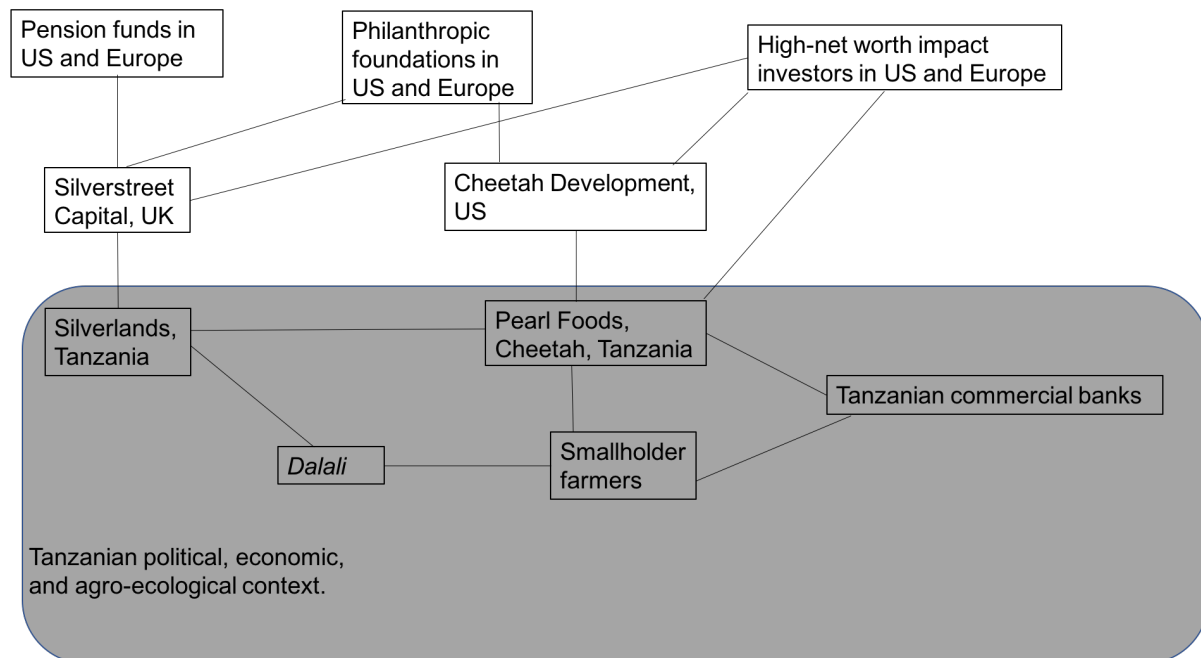 Pension funds in
US and Europe
Philanthropic
foundations in
US and Europe
High-net worth impact
investors in US and Europe
Silverstreet
Capital, UK
Cheetah Development,
US
Silverlands,
Tanzania
Pearl Foods,
Cheetah, Tanzania
Tanzanian commercial banks
Dalali
Smallholder
farmers
Tanzanian political, economic,
and agro-ecological context.